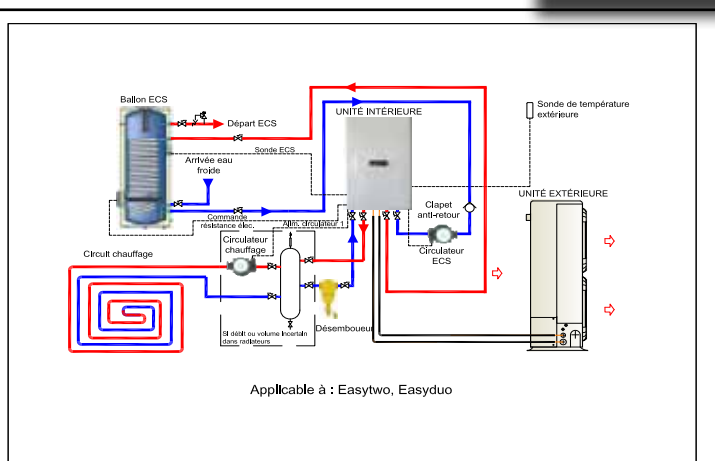 Ballon ECS
Départ ECS
UNITÉ INTÉRIEURE
Sonde de température
extérieure
Sonde ECS
Arrivée eau
froide
UNITÉ EXTÉRIEURE
Clapet
anti-retour
Commande
résistance élec.
Alim. circulateur 1
Circulateur
chauffage
Circulateur
ECS
Circuit chauffage
Désemboueur
Si débit ou volume incertain
dans radiateurs
Applicable à : Easytwo, Easyduo